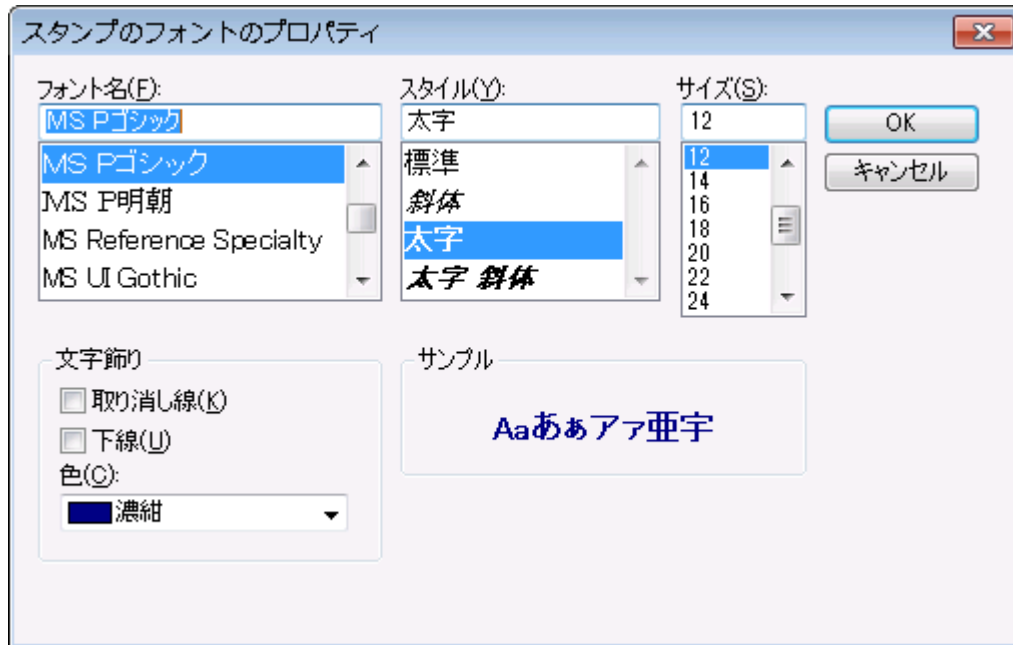 スタンプのフォントのプロパティ
フォント名(F):
MS Pゴシック
MS Pゴシック
MS P明朝
MS Reference Specialty
MS UI Gothic
スタイル(Y):
太字
標準
斜体
太字
太字 斜体
サイズ(S):
12
12
14
16
18
20
22
24
OK
キャンセル
文字飾り
取り消し線(K)
下線(U)
色(C):
濃紺
サンプル
Aaあぁアァ亜宇